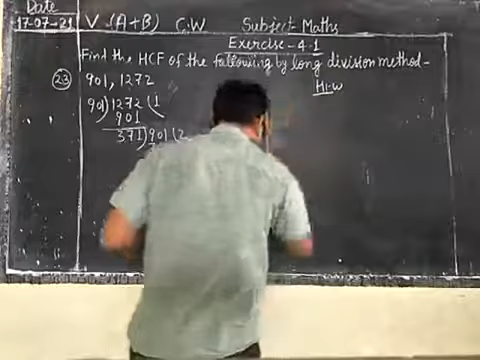 Date
17-07-21 V (A+B) C.W Subject Maths
Exercise-4.1
Find the HCF of the following by long division method-
23 901, 1272 H.W
901)1272(1
901
371)901(2
7